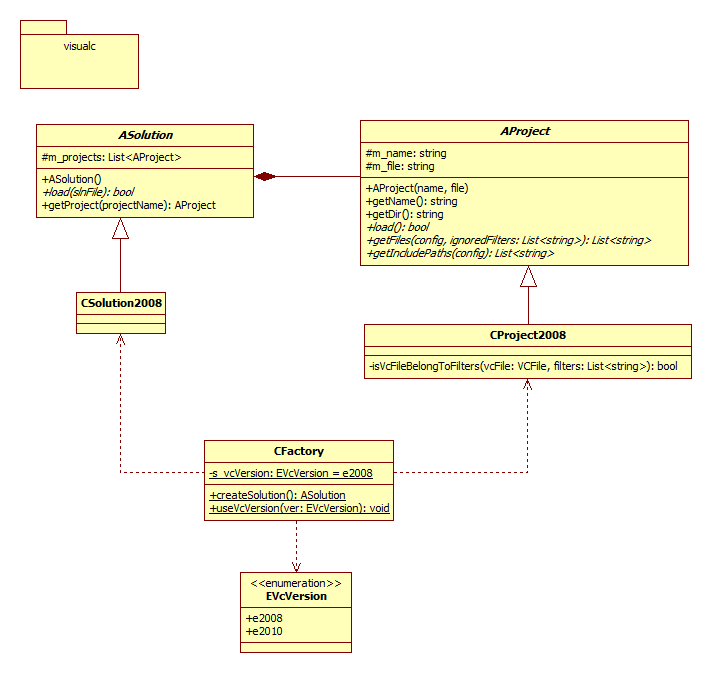 visualc
ASolution
#m_projects: List<AProject>
+ASolution()
+load(slnFile): bool
+getProject(projectName): AProject
AProject
#m_name: string
#m_file: string
+AProject(name, file)
+getName(): string
+getDir(): string
+load(): bool
+getFiles(config, ignoredFilters: List<string>): List<string>
+getIncludePaths(config): List<string>
CSolution2008
CProject2008
-isVcFileBelongToFilters(vcFile: VCFile, filters: List<string>): bool
CFactory
-s_vcVersion: EVcVersion = e2008
+createSolution(): ASolution
+useVcVersion(ver: EVcVersion): void
<<enumeration>>
EVcVersion
+e2008
+e2010